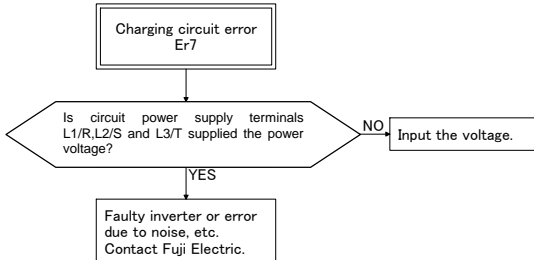 Charging circuit error
Er7
Is circuit power supply terminals
L1/R,L2/S and L3/T supplied the power
voltage?
NO
Input the voltage.
YES
Faulty inverter or error
due to noise, etc.
Contact Fuji Electric.